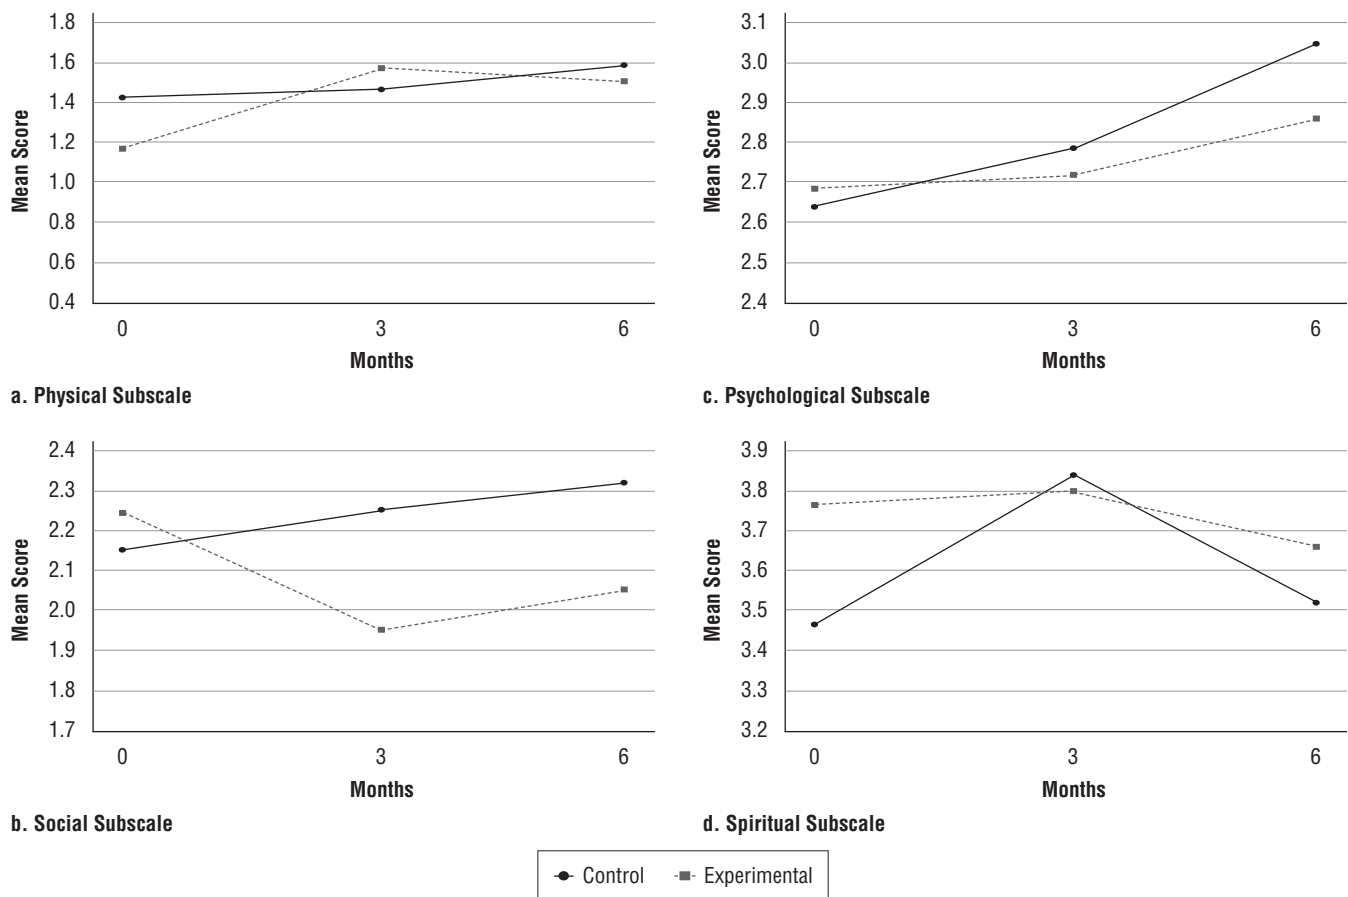 1.8
1.6
1.4
1.2
1.0
0.8
0.6
0.4
Mean Score
0 3 6
Months
a. Physical Subscale
3.1
3.0
2.9
2.8
2.7
2.6
2.5
2.4
Mean Score
0 3 6
Months
c. Psychological Subscale
2.4
2.3
2.2
2.1
2.0
1.9
1.8
1.7
Mean Score
0 3 6
Months
b. Social Subscale
3.9
3.8
3.7
3.6
3.5
3.4
3.3
3.2
Mean Score
0 3 6
Months
d. Spiritual Subscale
Control Experimental